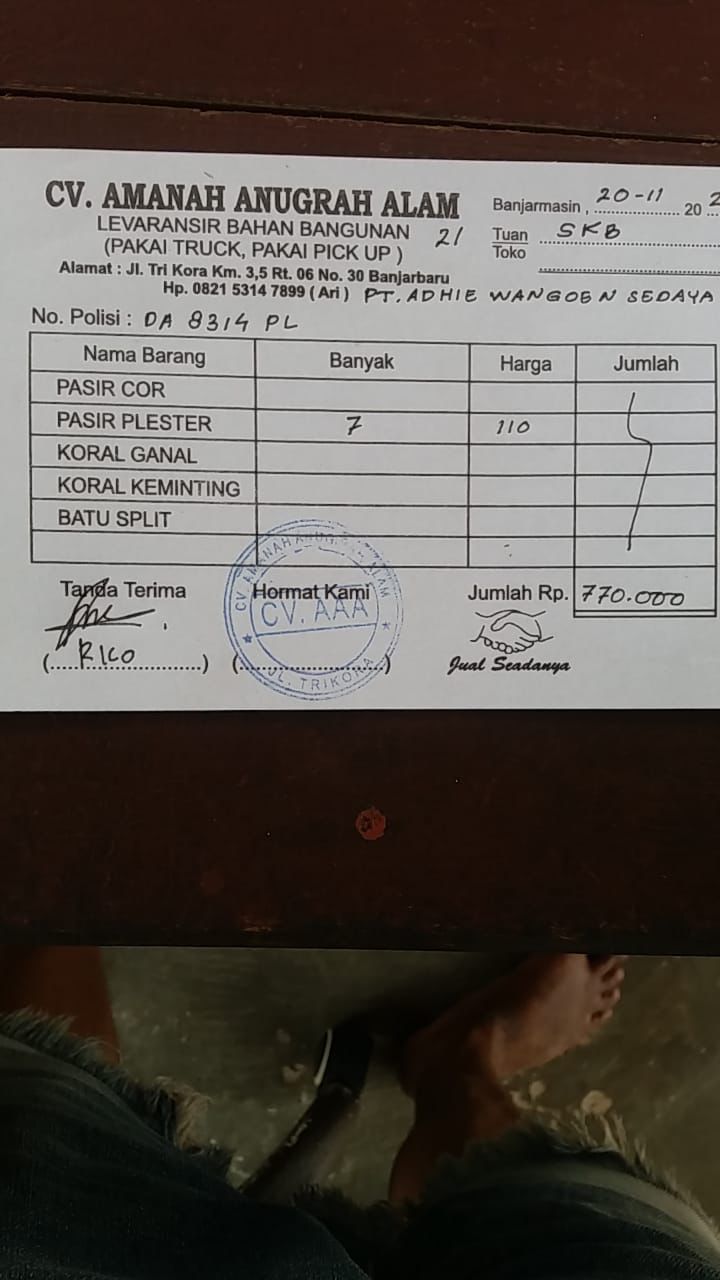 CV. AMANAH ANUGRAH ALAM
LEVARANSIR BAHAN BANGUNAN
(PAKAI TRUCK, PAKAI PICK UP )
21
Alamat : Jl. Tri Kora Km. 3,5 Rt. 06 No. 30 Banjarbaru
Hp. 0821 5314 7899 ( Ari )
Banjarmasin , 20-11 20 2
Tuan SKB
Toko
PT. ADHIE WANGOEN SEDAYA
No. Polisi : DA 8314 PL
Nama Barang Banyak Harga Jumlah
PASIR COR
PASIR PLESTER 7 110
KORAL GANAL
KORAL KEMINTING
BATU SPLIT
Tanda Terima Hormat Kami Jumlah Rp. 770.000
(RICO) ( )
CV. AMANAH ANUGRAH ALAM
CV. AAA
JL. TRIKORA
Jual Seadanya